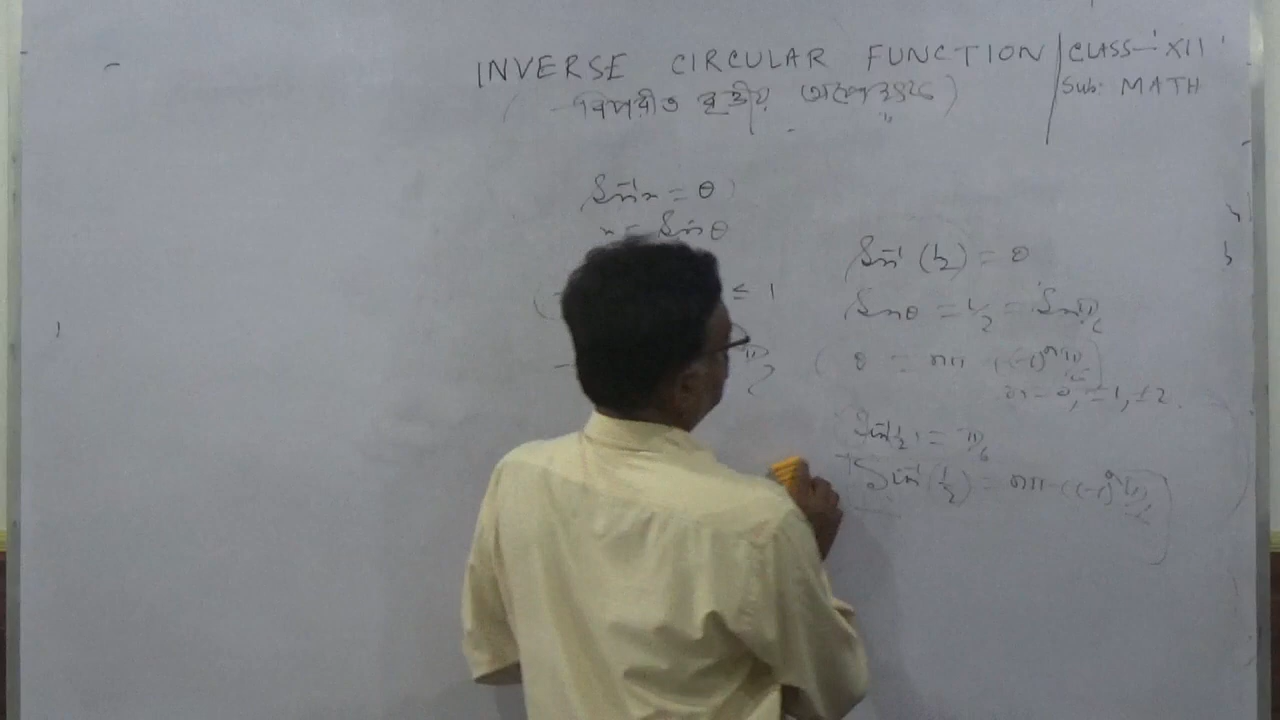 INVERSE CIRCULAR FUNCTION
(বিপরীত বৃত্তীয়
CLASS - XII
Sub: MATH
Sin⁻¹x = θ
x = Sinθ
≤ 1
Sin⁻¹(1/2) = θ
Sinθ = 1/2 = Sin π/6
θ = nπ + (-1)ⁿ π/6
n = 0, ±1, ±2.
Sin⁻¹(1/2) = π/6
Sin⁻¹(1/2) = nπ + (-1)ⁿ π/6